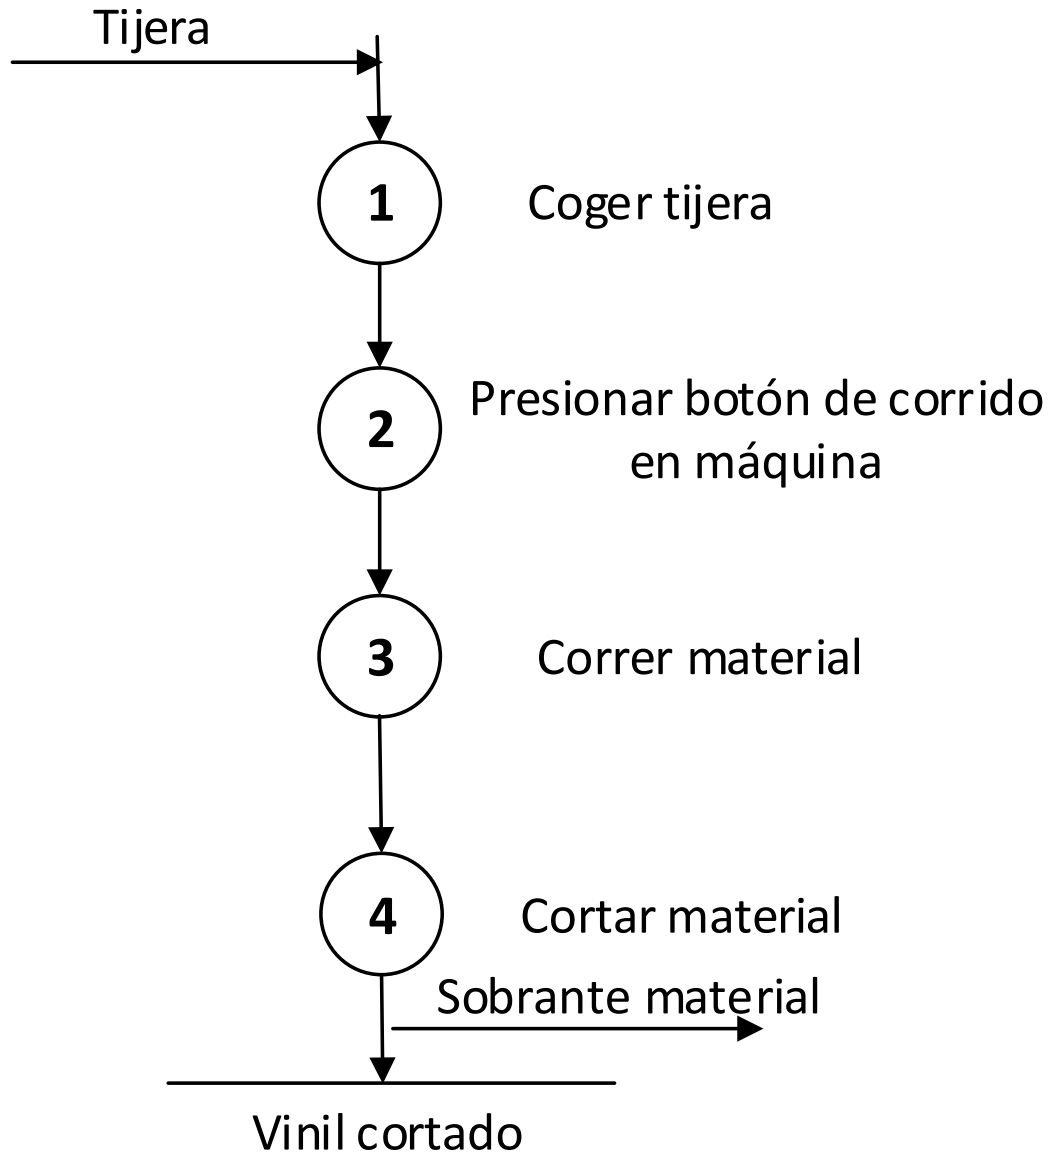 Tijera
1
Coger tijera
2
Presionar botón de corrido
en máquina
3
Correr material
4
Cortar material
Sobrante material
Vinil cortado